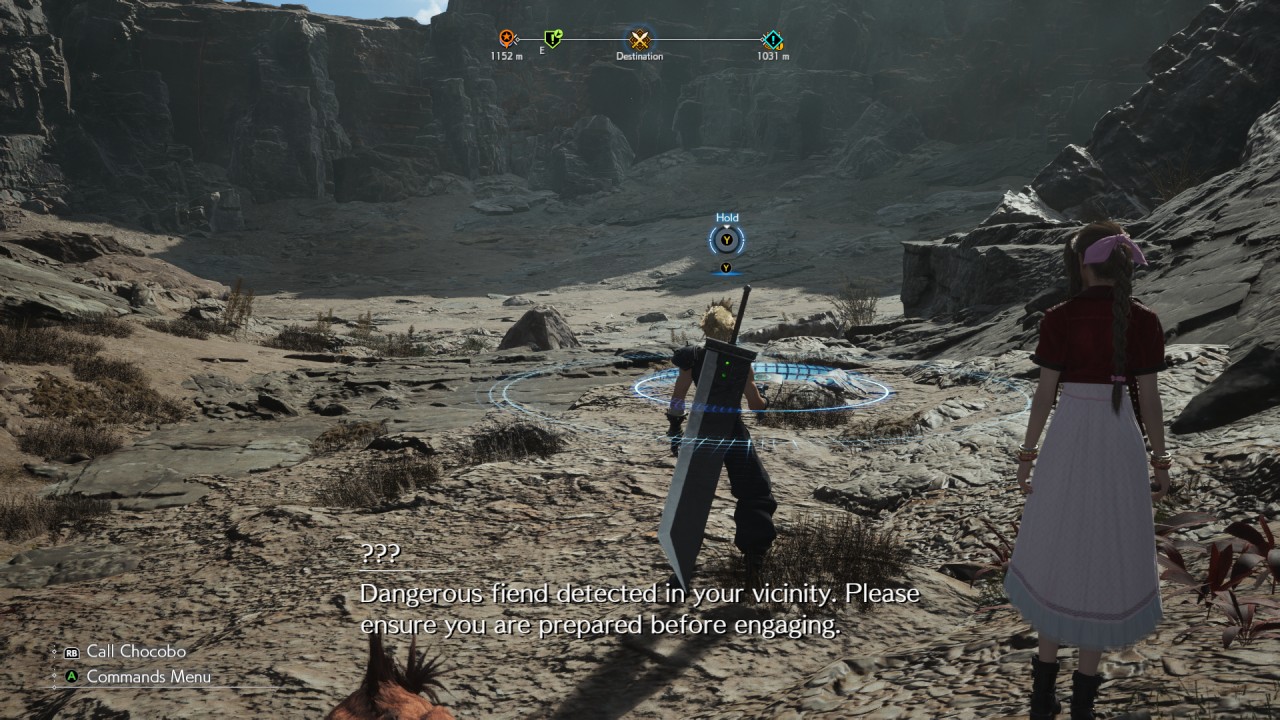 1152 m
E
Destination
1031 m
Hold
Y
Y
???
Dangerous fiend detected in your vicinity. Please
ensure you are prepared before engaging.
RB Call Chocobo
A Commands Menu